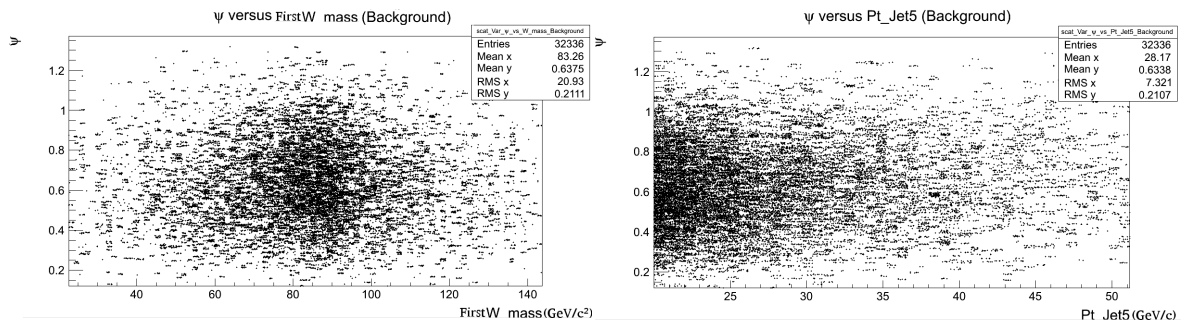 ψ versus FirstW mass (Background)
scat_Var_ψ_vs_W_mass_Background
Entries 32336
Mean x 83.26
Mean y 0.6375
RMS x 20.93
RMS y 0.2111
ψ
1.2
1
0.8
0.6
0.4
0.2
40 60 80 100 120 140
FirstW mass(GeV/c²)
ψ versus Pt_Jet5 (Background)
scat_Var_ψ_vs_Pt_Jet5_Background
Entries 32336
Mean x 28.17
Mean y 0.6338
RMS x 7.321
RMS y 0.2107
ψ
1.2
1
0.8
0.6
0.4
0.2
25 30 35 40 45 50
Pt Jet5 (GeV/c)